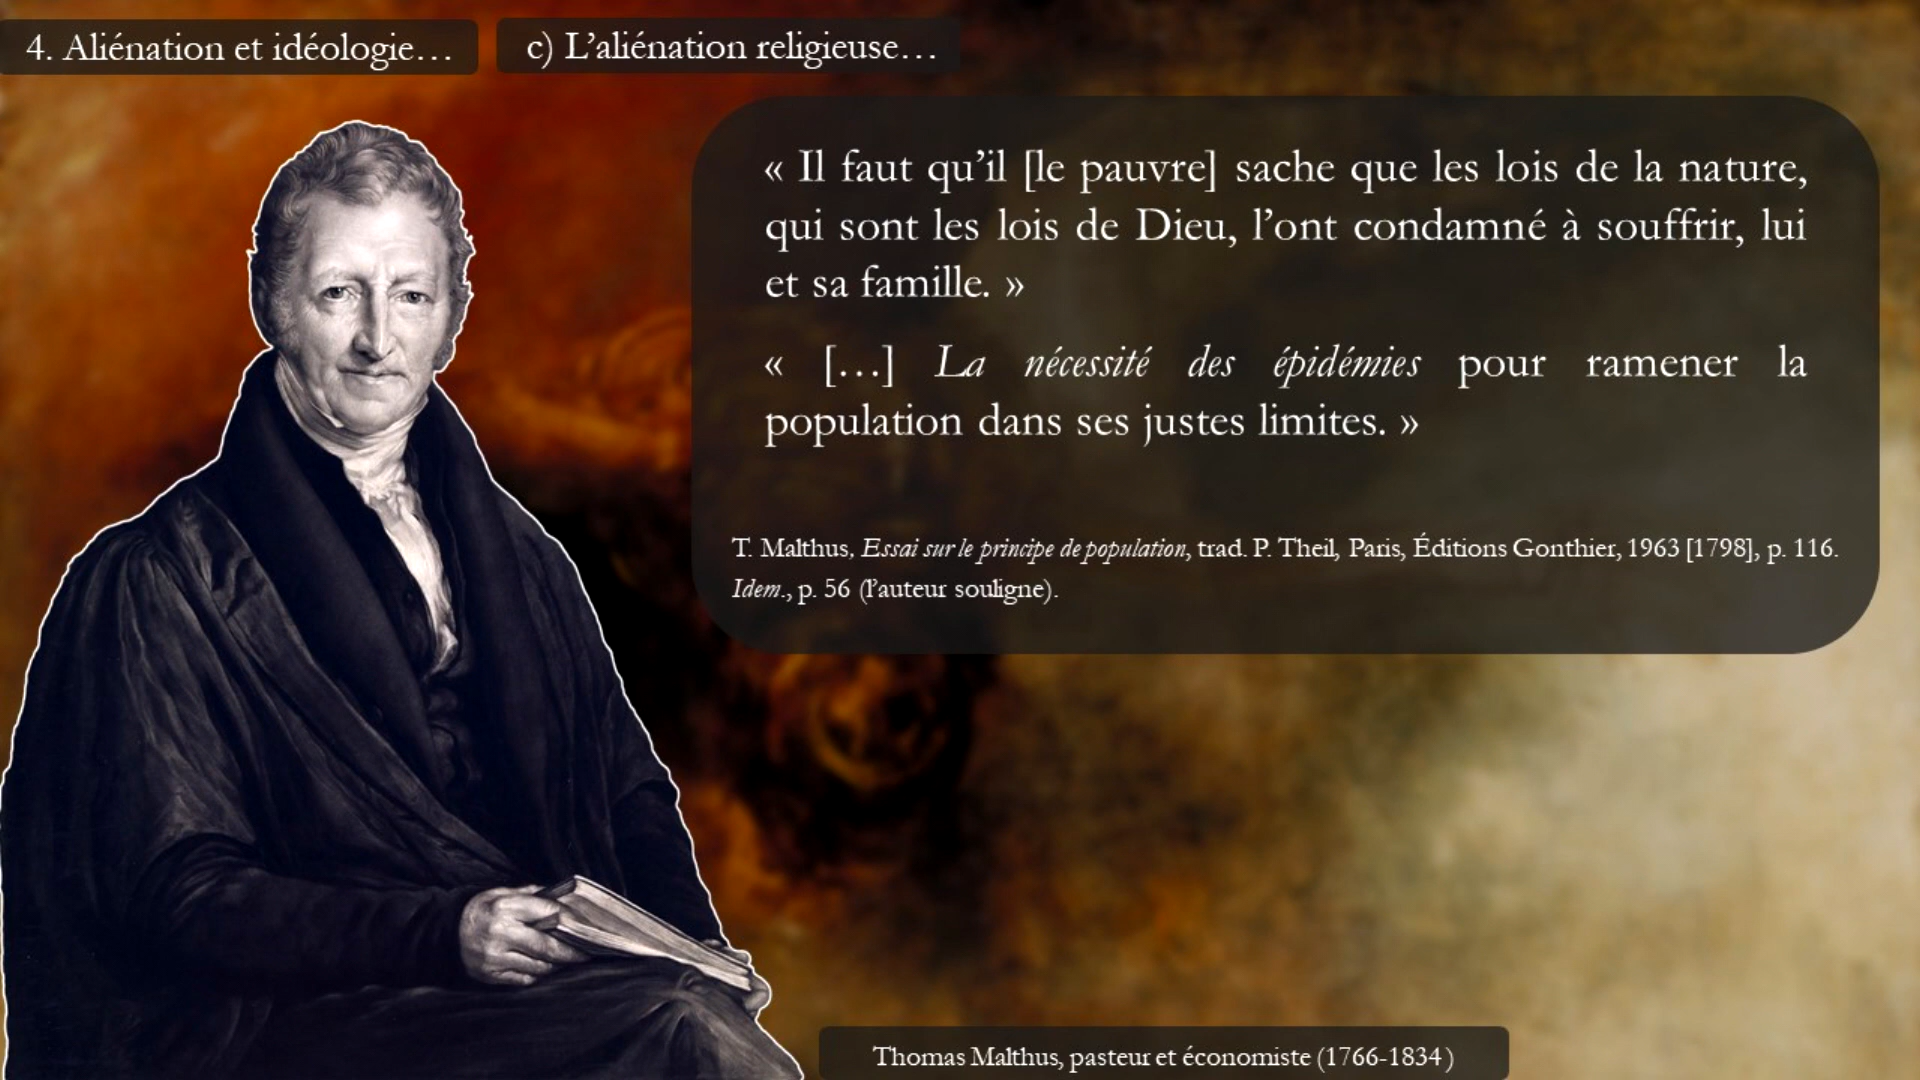 4. Aliénation et idéologie…
c) L’aliénation religieuse…
« Il faut qu’il [le pauvre] sache que les lois de la nature,
qui sont les lois de Dieu, l’ont condamné à souffrir, lui
et sa famille. »
« […] La nécessité des épidémies pour ramener la
population dans ses justes limites. »
T. Malthus, Essai sur le principe de population, trad. P. Theil, Paris, Éditions Gonthier, 1963 [1798], p. 116.
Idem., p. 56 (l’auteur souligne).
Thomas Malthus, pasteur et économiste (1766-1834)